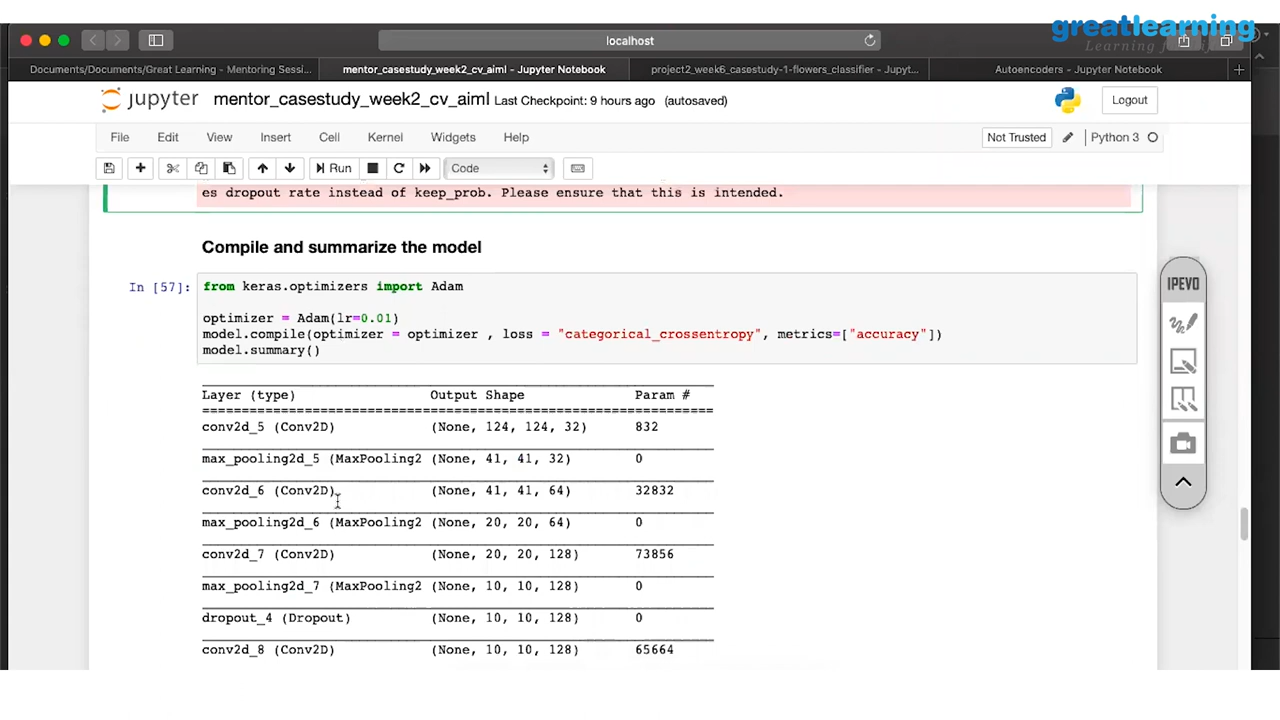 greatlearning
Learning for
localhost
Documents/Documents/Great Learning - Mentoring Sessi...
mentor_casestudy_week2_cv_aiml - Jupyter Notebook
project2_week6_casestudy-1-flowers_classifier - Jupyt...
Autoencoders - Jupyter Notebook
jupyter mentor_casestudy_week2_cv_aiml Last Checkpoint: 9 hours ago (autosaved)
Logout
File Edit View Insert Cell Kernel Widgets Help
Not Trusted
Python 3
Run
Code
es dropout rate instead of keep_prob. Please ensure that this is intended.
Compile and summarize the model
In [57]: from keras.optimizers import Adam
optimizer = Adam(lr=0.01)
model.compile(optimizer = optimizer , loss = "categorical_crossentropy", metrics=["accuracy"])
model.summary()
Layer (type) Output Shape Param #
=================================================================
conv2d_5 (Conv2D) (None, 124, 124, 32) 832
max_pooling2d_5 (MaxPooling2 (None, 41, 41, 32) 0
conv2d_6 (Conv2D) (None, 41, 41, 64) 32832
max_pooling2d_6 (MaxPooling2 (None, 20, 20, 64) 0
conv2d_7 (Conv2D) (None, 20, 20, 128) 73856
max_pooling2d_7 (MaxPooling2 (None, 10, 10, 128) 0
dropout_4 (Dropout) (None, 10, 10, 128) 0
conv2d_8 (Conv2D) (None, 10, 10, 128) 65664
IPEVO